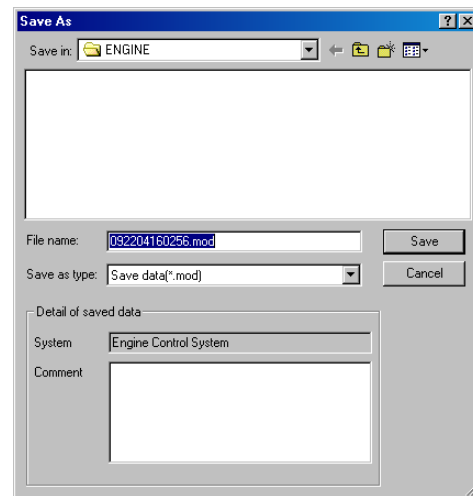 Save As
Save in: ENGINE
File name: 092204160256.mod Save
Save as type: Save data(*.mod) Cancel
Detail of saved data
System Engine Control System
Comment